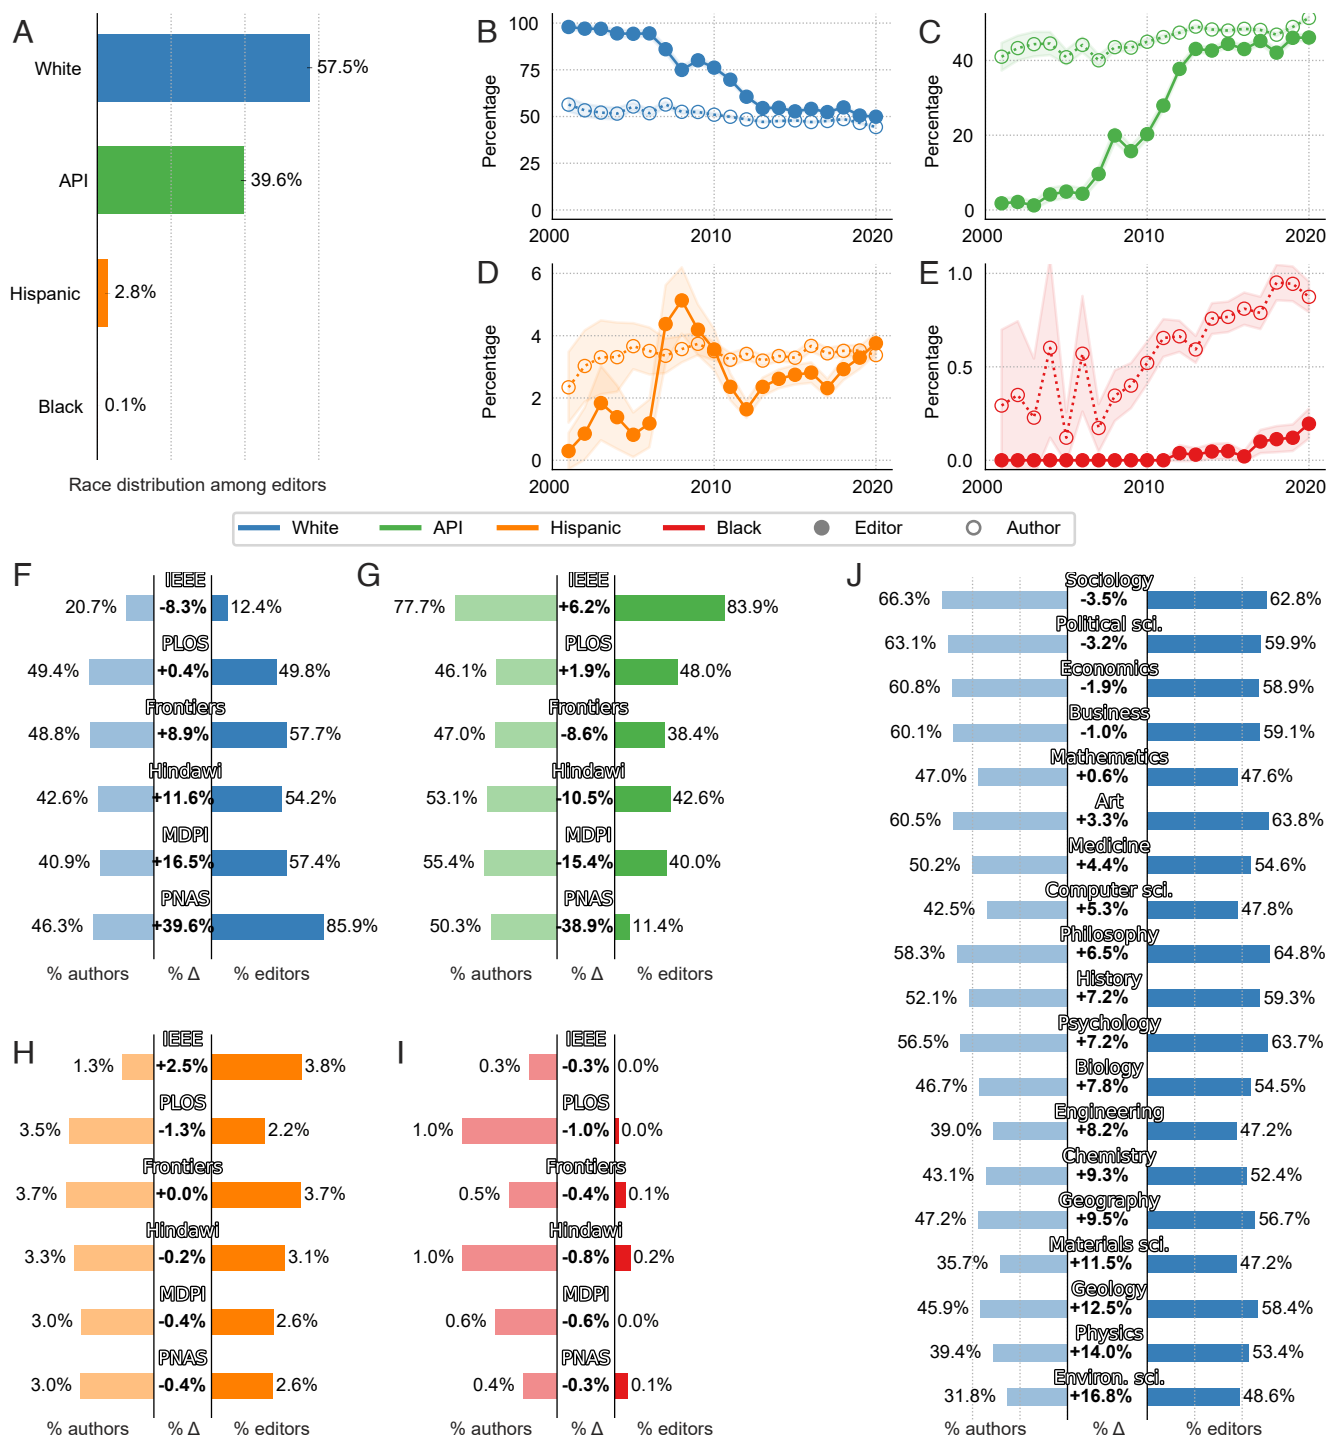 A
White
57.5%
API
39.6%
Hispanic
2.8%
Black
0.1%
Race distribution among editors
B
Percentage
100
75
50
25
0
2000
2010
2020
C
Percentage
40
20
0
2000
2010
2020
D
Percentage
6
4
2
0
2000
2010
2020
E
Percentage
1.0
0.5
0.0
2000
2010
2020
White API Hispanic Black Editor Author
F
IEEE
20.7% -8.3% 12.4%
PLOS
49.4% +0.4% 49.8%
Frontiers
48.8% +8.9% 57.7%
Hindawi
42.6% +11.6% 54.2%
MDPI
40.9% +16.5% 57.4%
PNAS
46.3% +39.6% 85.9%
% authors % Δ % editors
G
IEEE
77.7% +6.2% 83.9%
PLOS
46.1% +1.9% 48.0%
Frontiers
47.0% -8.6% 38.4%
Hindawi
53.1% -10.5% 42.6%
MDPI
55.4% -15.4% 40.0%
PNAS
50.3% -38.9% 11.4%
% authors % Δ % editors
H
IEEE
1.3% +2.5% 3.8%
PLOS
3.5% -1.3% 2.2%
Frontiers
3.7% +0.0% 3.7%
Hindawi
3.3% -0.2% 3.1%
MDPI
3.0% -0.4% 2.6%
PNAS
3.0% -0.4% 2.6%
% authors % Δ % editors
I
IEEE
0.3% -0.3% 0.0%
PLOS
1.0% -1.0% 0.0%
Frontiers
0.5% -0.4% 0.1%
Hindawi
1.0% -0.8% 0.2%
MDPI
0.6% -0.6% 0.0%
PNAS
0.4% -0.3% 0.1%
% authors % Δ % editors
J
Sociology
66.3% -3.5% 62.8%
Political sci.
63.1% -3.2% 59.9%
Economics
60.8% -1.9% 58.9%
Business
60.1% -1.0% 59.1%
Mathematics
47.0% +0.6% 47.6%
Art
60.5% +3.3% 63.8%
Medicine
50.2% +4.4% 54.6%
Computer sci.
42.5% +5.3% 47.8%
Philosophy
58.3% +6.5% 64.8%
History
52.1% +7.2% 59.3%
Psychology
56.5% +7.2% 63.7%
Biology
46.7% +7.8% 54.5%
Engineering
39.0% +8.2% 47.2%
Chemistry
43.1% +9.3% 52.4%
Geography
47.2% +9.5% 56.7%
Materials sci.
35.7% +11.5% 47.2%
Geology
45.9% +12.5% 58.4%
Physics
39.4% +14.0% 53.4%
Environ. sci.
31.8% +16.8% 48.6%
% authors % Δ % editors